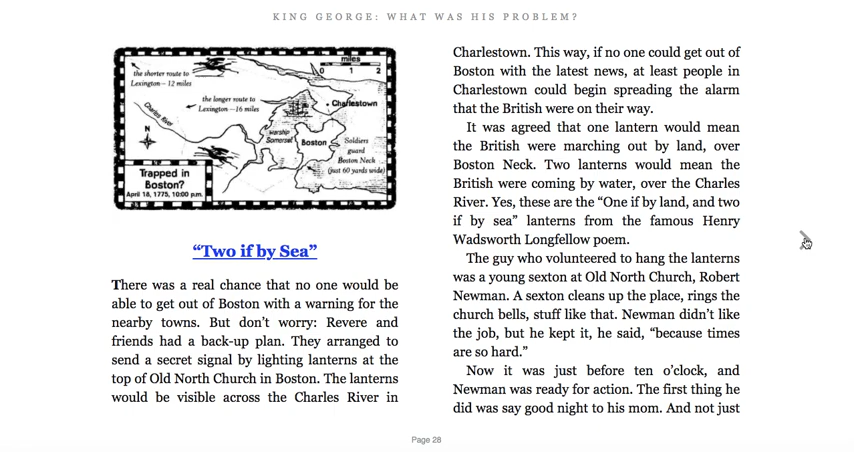 KING GEORGE: WHAT WAS HIS PROBLEM?
miles
0 1 2
the shorter route to
Lexington — 12 miles
the longer route to
Lexington —16 miles
Charlestown
Charles River
N
warship
Somerset
Boston
Soldiers
guard
Boston Neck
(just 60 yards wide)
Trapped in
Boston?
April 18, 1775, 10:00 p.m.
“Two if by Sea”
There was a real chance that no one would be
able to get out of Boston with a warning for the
nearby towns. But don’t worry: Revere and
friends had a back-up plan. They arranged to
send a secret signal by lighting lanterns at the
top of Old North Church in Boston. The lanterns
would be visible across the Charles River in
Charlestown. This way, if no one could get out of
Boston with the latest news, at least people in
Charlestown could begin spreading the alarm
that the British were on their way.
It was agreed that one lantern would mean
the British were marching out by land, over
Boston Neck. Two lanterns would mean the
British were coming by water, over the Charles
River. Yes, these are the “One if by land, and two
if by sea” lanterns from the famous Henry
Wadsworth Longfellow poem.
The guy who volunteered to hang the lanterns
was a young sexton at Old North Church, Robert
Newman. A sexton cleans up the place, rings the
church bells, stuff like that. Newman didn’t like
the job, but he kept it, he said, “because times
are so hard.”
Now it was just before ten o’clock, and
Newman was ready for action. The first thing he
did was say good night to his mom. And not just
Page 28